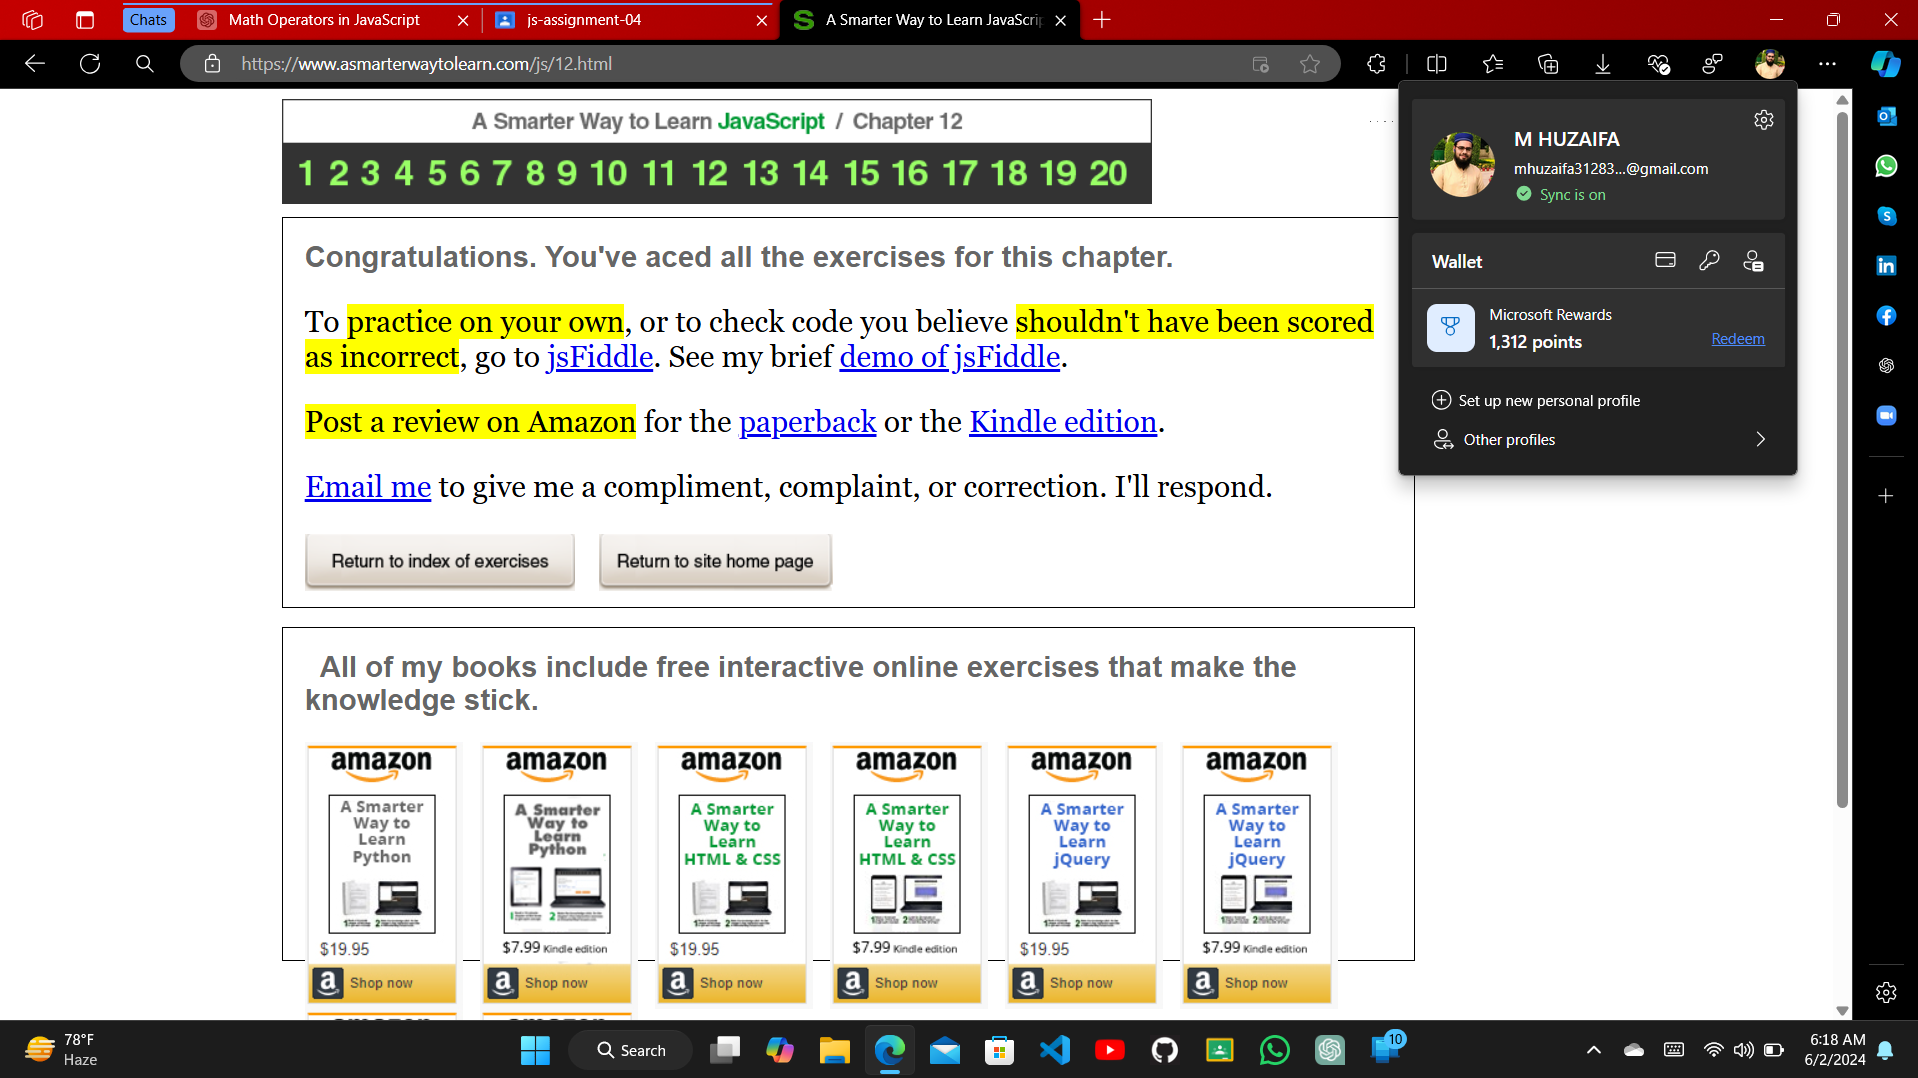 Chats
Math Operators in JavaScript
js-assignment-04
A Smarter Way to Learn JavaScrip
https://www.asmarterwaytolearn.com/js/12.html
A Smarter Way to Learn JavaScript / Chapter 12
1 2 3 4 5 6 7 8 9 10 11 12 13 14 15 16 17 18 19 20
Congratulations. You've aced all the exercises for this chapter.
To practice on your own, or to check code you believe shouldn't have been scored
as incorrect, go to jsFiddle. See my brief demo of jsFiddle.
Post a review on Amazon for the paperback or the Kindle edition.
Email me to give me a compliment, complaint, or correction. I'll respond.
Return to index of exercises
Return to site home page
M HUZAIFA
mhuzaifa31283...@gmail.com
Sync is on
Wallet
Microsoft Rewards
1,312 points
Redeem
Set up new personal profile
Other profiles
All of my books include free interactive online exercises that make the
knowledge stick.
amazon
A Smarter
Way to
Learn
Python
$19.95
Shop now
amazon
A Smarter
Way to
Learn
Python
$7.99 Kindle edition
Shop now
amazon
A Smarter
Way to
Learn
HTML & CSS
$19.95
Shop now
amazon
A Smarter
Way to
Learn
HTML & CSS
$7.99 Kindle edition
Shop now
amazon
A Smarter
Way to
Learn
jQuery
$19.95
Shop now
amazon
A Smarter
Way to
Learn
jQuery
$7.99 Kindle edition
Shop now
78°F
Haze
Search
10
6:18 AM
6/2/2024